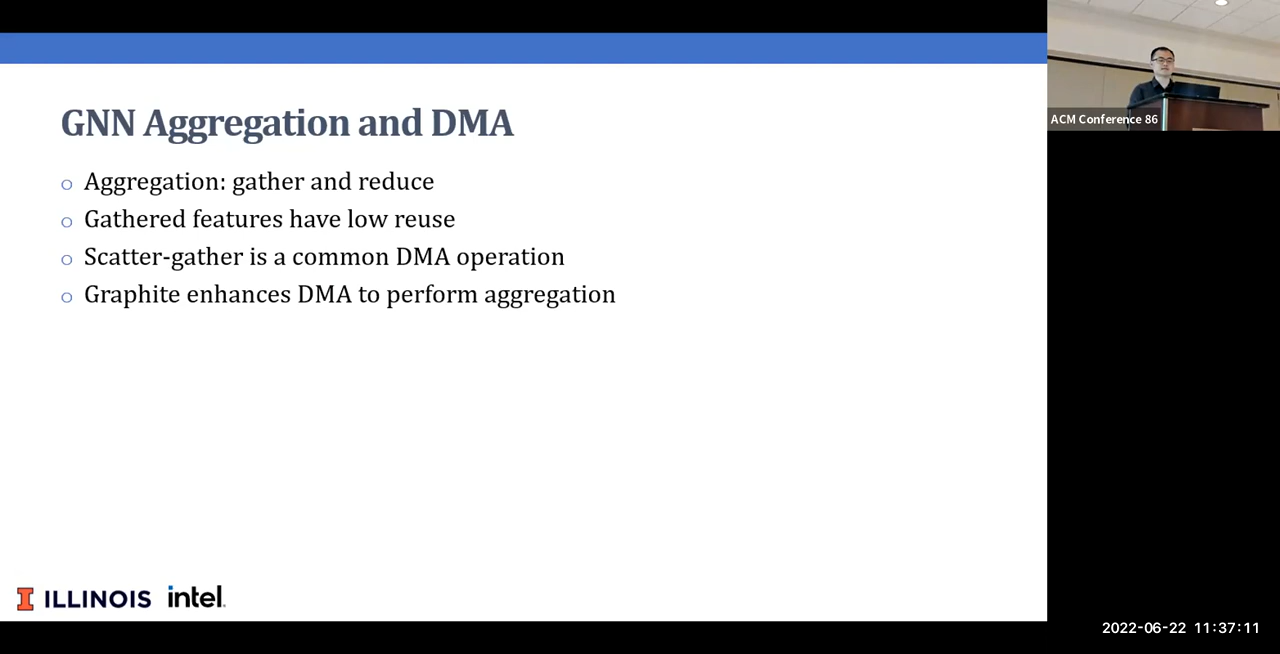 GNN Aggregation and DMA
Aggregation: gather and reduce
Gathered features have low reuse
Scatter-gather is a common DMA operation
Graphite enhances DMA to perform aggregation
I ILLINOIS intel.
ACM Conference 86
2022-06-22 11:37:11